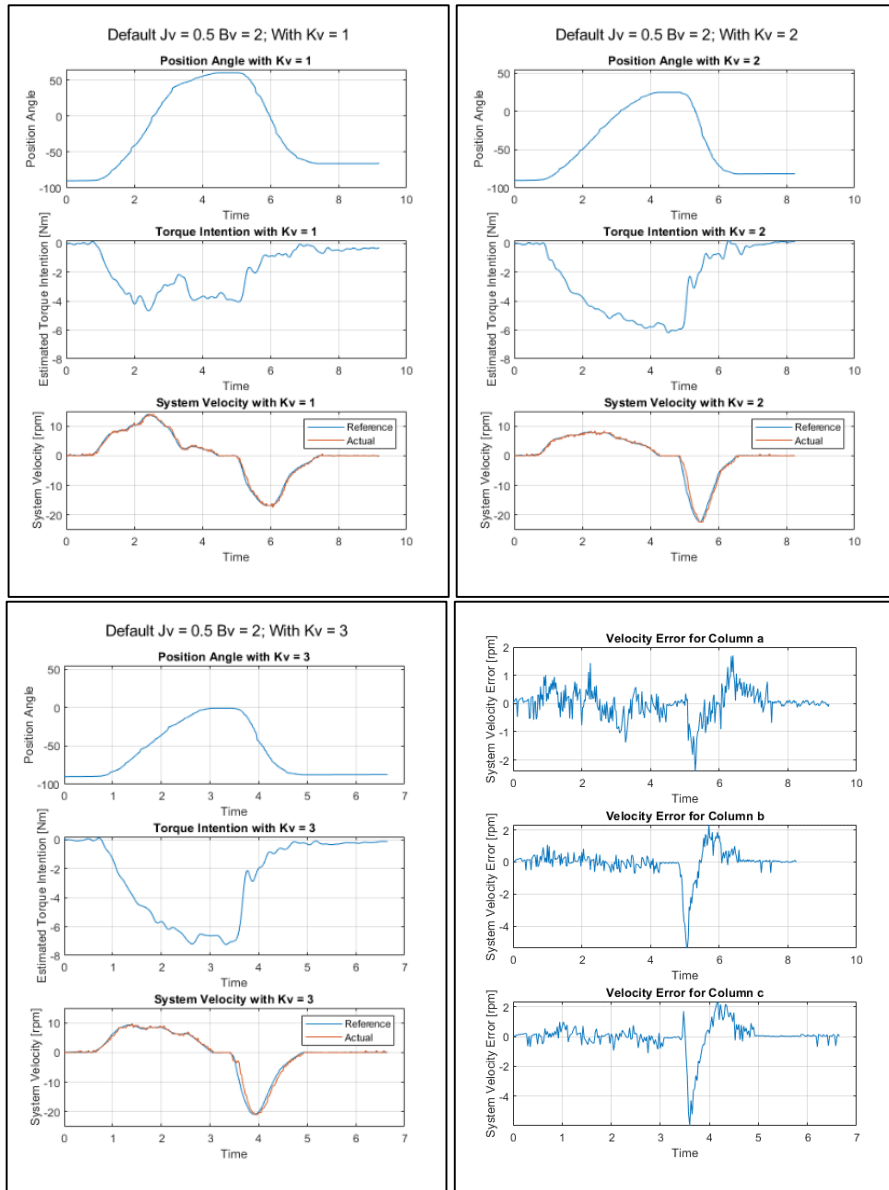 Default Jv = 0.5 Bv = 2; With Kv = 1
Position Angle with Kv = 1
Position Angle
50
0
-50
-100
0 2 4 6 8 10
Time
Torque Intention with Kv = 1
Estimated Torque Intention [Nm]
0
-2
-4
-6
-8
0 2 4 6 8 10
Time
System Velocity with Kv = 1
System Velocity [rpm]
10
0
-10
-20
Reference
Actual
0 2 4 6 8 10
Time
Default Jv = 0.5 Bv = 2; With Kv = 2
Position Angle with Kv = 2
Position Angle
50
0
-50
-100
0 2 4 6 8 10
Time
Torque Intention with Kv = 2
Estimated Torque Intention [Nm]
0
-2
-4
-6
-8
0 2 4 6 8 10
Time
System Velocity with Kv = 2
System Velocity [rpm]
10
0
-10
-20
Reference
Actual
0 2 4 6 8 10
Time
Default Jv = 0.5 Bv = 2; With Kv = 3
Position Angle with Kv = 3
Position Angle
50
0
-50
-100
0 1 2 3 4 5 6 7
Time
Torque Intention with Kv = 3
Estimated Torque Intention [Nm]
0
-2
-4
-6
-8
0 1 2 3 4 5 6 7
Time
System Velocity with Kv = 3
System Velocity [rpm]
10
0
-10
-20
Reference
Actual
0 1 2 3 4 5 6 7
Time
Velocity Error for Column a
System Velocity Error [rpm]
2
1
0
-1
-2
0 2 4 6 8 10
Time
Velocity Error for Column b
System Velocity Error [rpm]
2
0
-2
-4
0 2 4 6 8 10
Time
Velocity Error for Column c
System Velocity Error [rpm]
2
0
-2
-4
0 1 2 3 4 5 6 7
Time